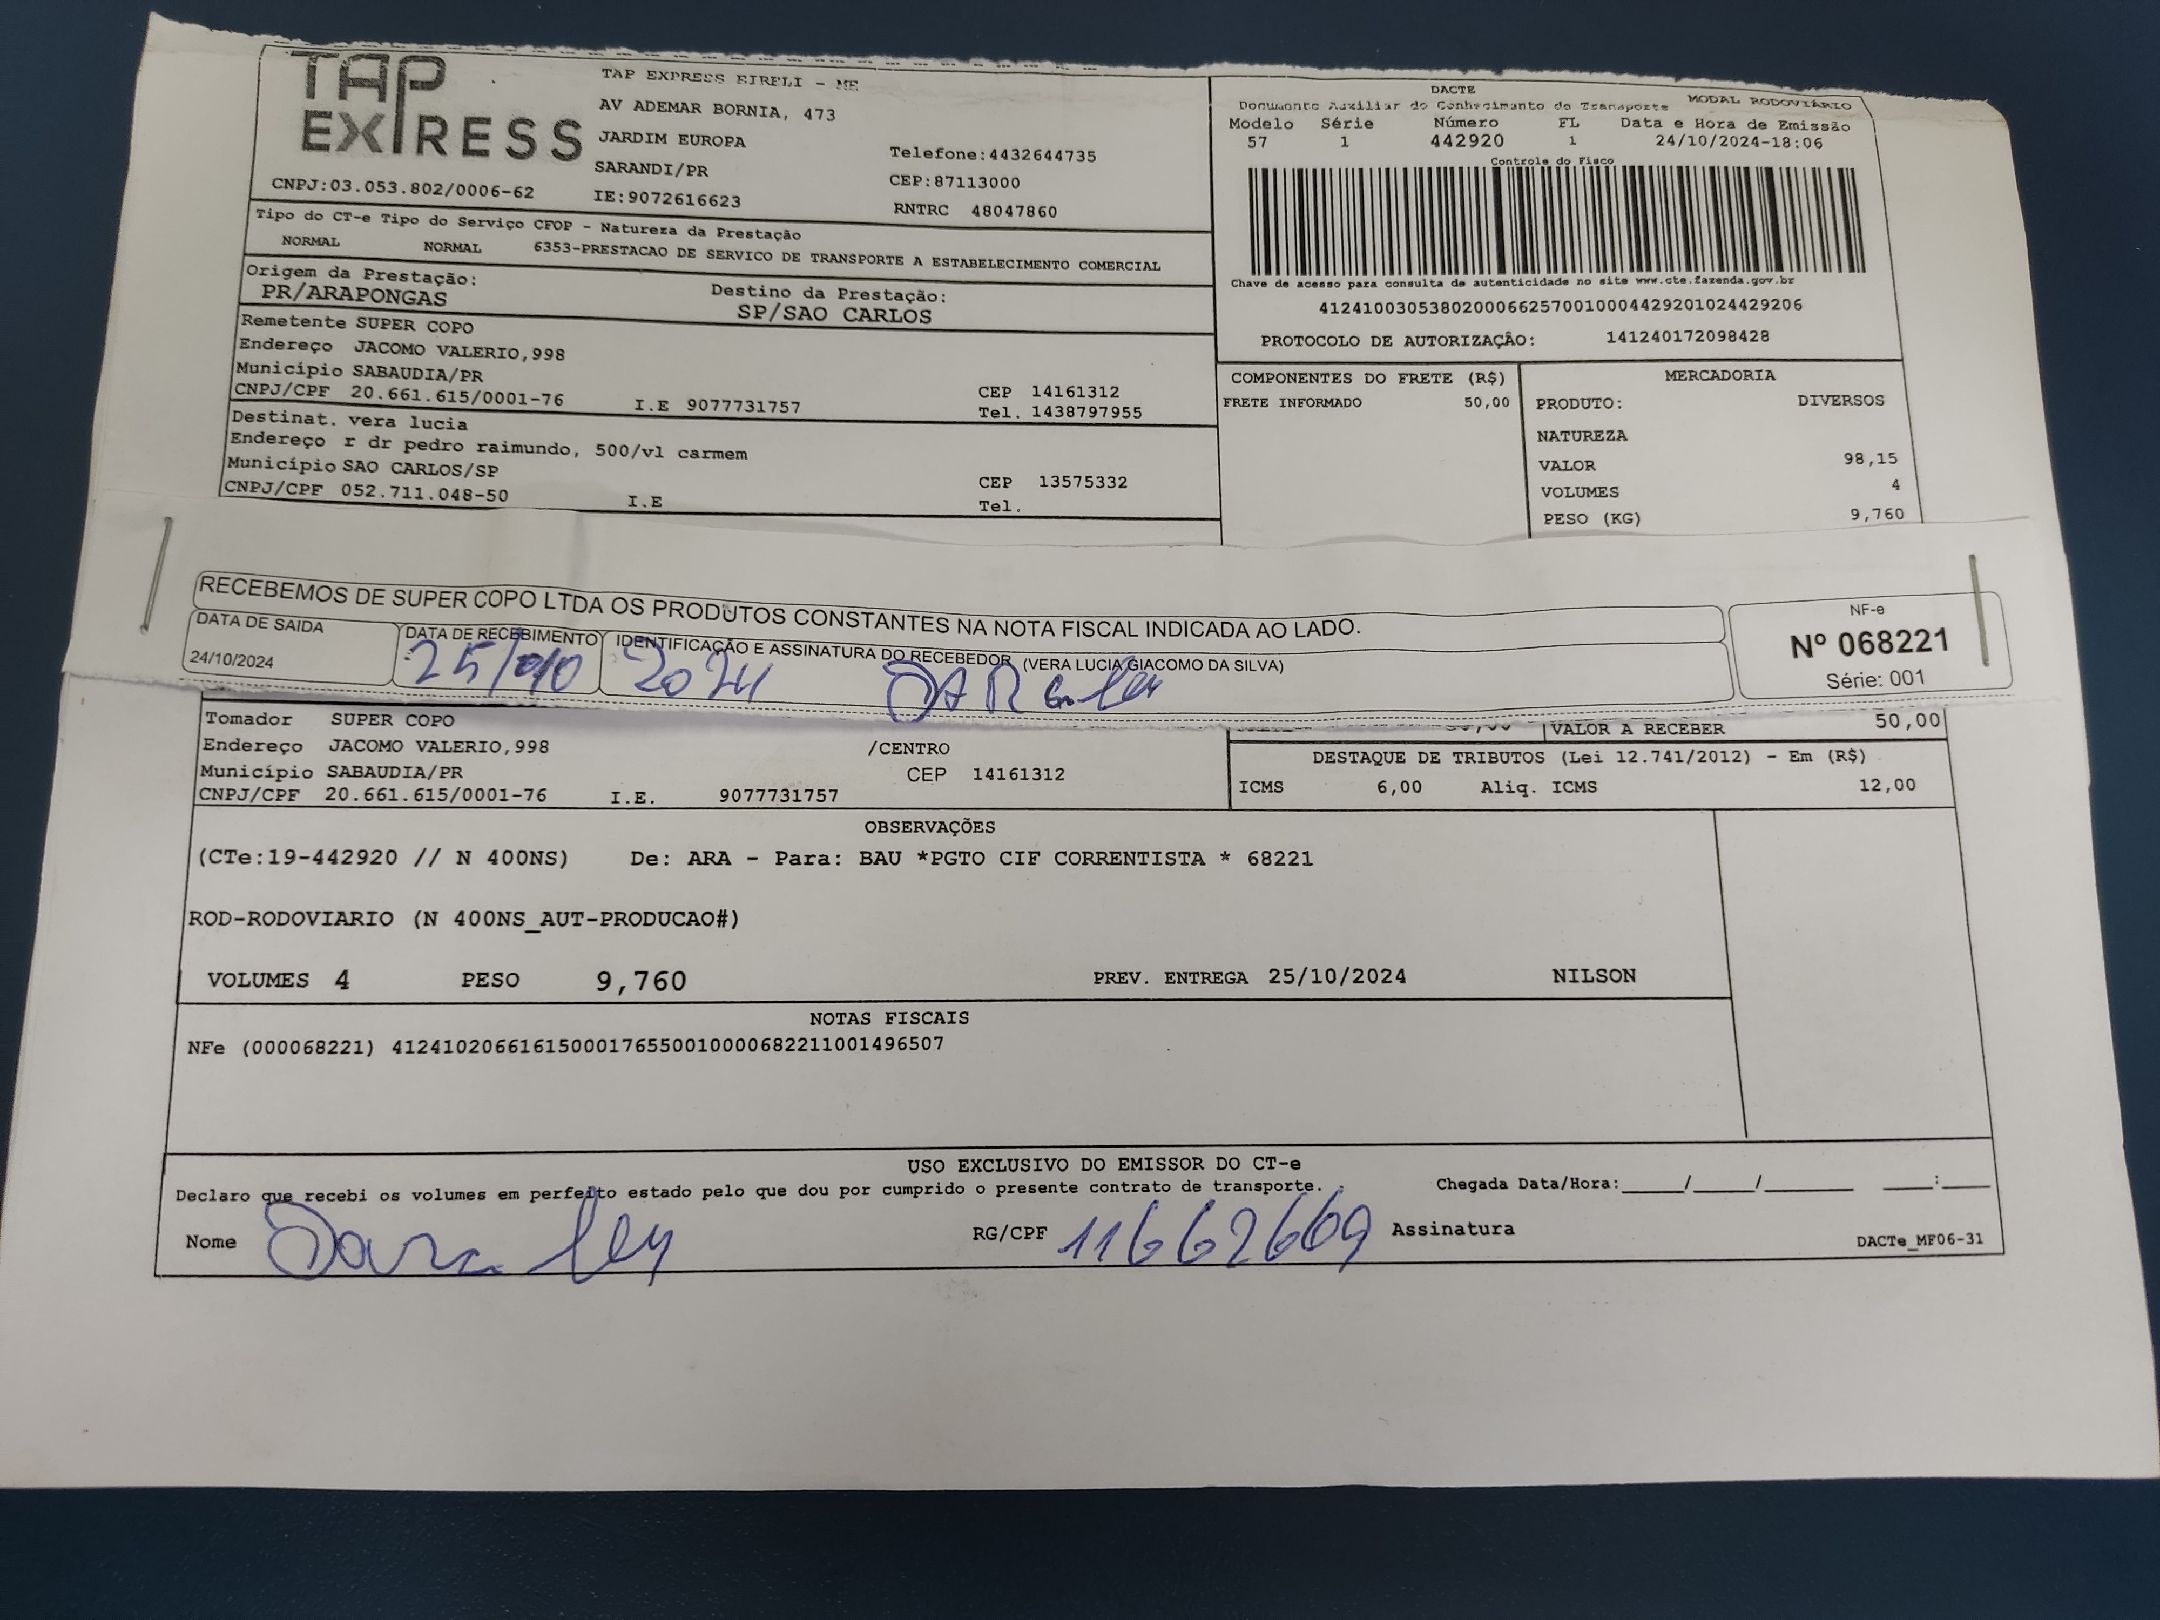 TAP EXPRESS
TAP EXPRESS EIRELI - ME
AV ADEMAR BORNIA, 473
JARDIM EUROPA
SARANDI/PR
Telefone:4432644735
CEP:87113000
CNPJ:03.053.802/0006-62 IE:9072616623 RNTRC 48047860
DACTE
Documento Auxiliar do Conhecimento de Transporte MODAL RODOVIÁRIO
Modelo Série Número FL Data e Hora de Emissão
57 1 442920 1 24/10/2024-18:06
Controle do Fisco
Chave de acesso para consulta de autenticidade no site www.cte.fazenda.gov.br
41241003053802000662570010004429201024429206
PROTOCOLO DE AUTORIZAÇÃO: 141240172098428
Tipo do CT-e Tipo do Serviço CFOP - Natureza da Prestação
NORMAL NORMAL 6353-PRESTACAO DE SERVICO DE TRANSPORTE A ESTABELECIMENTO COMERCIAL
Origem da Prestação: Destino da Prestação:
PR/ARAPONGAS SP/SAO CARLOS
Remetente SUPER COPO
Endereço JACOMO VALERIO,998
Município SABAUDIA/PR CEP 14161312
CNPJ/CPF 20.661.615/0001-76 I.E 9077731757 Tel. 1438797955
Destinat. vera lucia
Endereço r dr pedro raimundo, 500/vl carmem
Município SAO CARLOS/SP CEP 13575332
CNPJ/CPF 052.711.048-50 I.E Tel.
COMPONENTES DO FRETE (R$)
FRETE INFORMADO 50,00
MERCADORIA
PRODUTO: DIVERSOS
NATUREZA
VALOR 98,15
VOLUMES 4
PESO (KG) 9,760
RECEBEMOS DE SUPER COPO LTDA OS PRODUTOS CONSTANTES NA NOTA FISCAL INDICADA AO LADO.
DATA DE SAIDA DATA DE RECEBIMENTO IDENTIFICAÇÃO E ASSINATURA DO RECEBEDOR (VERA LUCIA GIACOMO DA SILVA)
24/10/2024 25/10 2024
NF-e
Nº 068221
Série: 001
Tomador SUPER COPO
Endereço JACOMO VALERIO,998 /CENTRO
Município SABAUDIA/PR CEP 14161312
CNPJ/CPF 20.661.615/0001-76 I.E. 9077731757
VALOR A RECEBER 50,00
DESTAQUE DE TRIBUTOS (Lei 12.741/2012) - Em (R$)
ICMS 6,00 Aliq. ICMS 12,00
OBSERVAÇÕES
(CTe:19-442920 // N 400NS) De: ARA - Para: BAU *PGTO CIF CORRENTISTA * 68221
ROD-RODOVIARIO (N 400NS_AUT-PRODUCAO#)
VOLUMES 4 PESO 9,760 PREV. ENTREGA 25/10/2024 NILSON
NOTAS FISCAIS
NFe (000068221) 41241020661615000176550010000682211001496507
USO EXCLUSIVO DO EMISSOR DO CT-e
Declaro que recebi os volumes em perfeito estado pelo que dou por cumprido o presente contrato de transporte. Chegada Data/Hora:_____/_____/_______ ____:____
Nome RG/CPF 116662669 Assinatura
DACTe_MF06-31